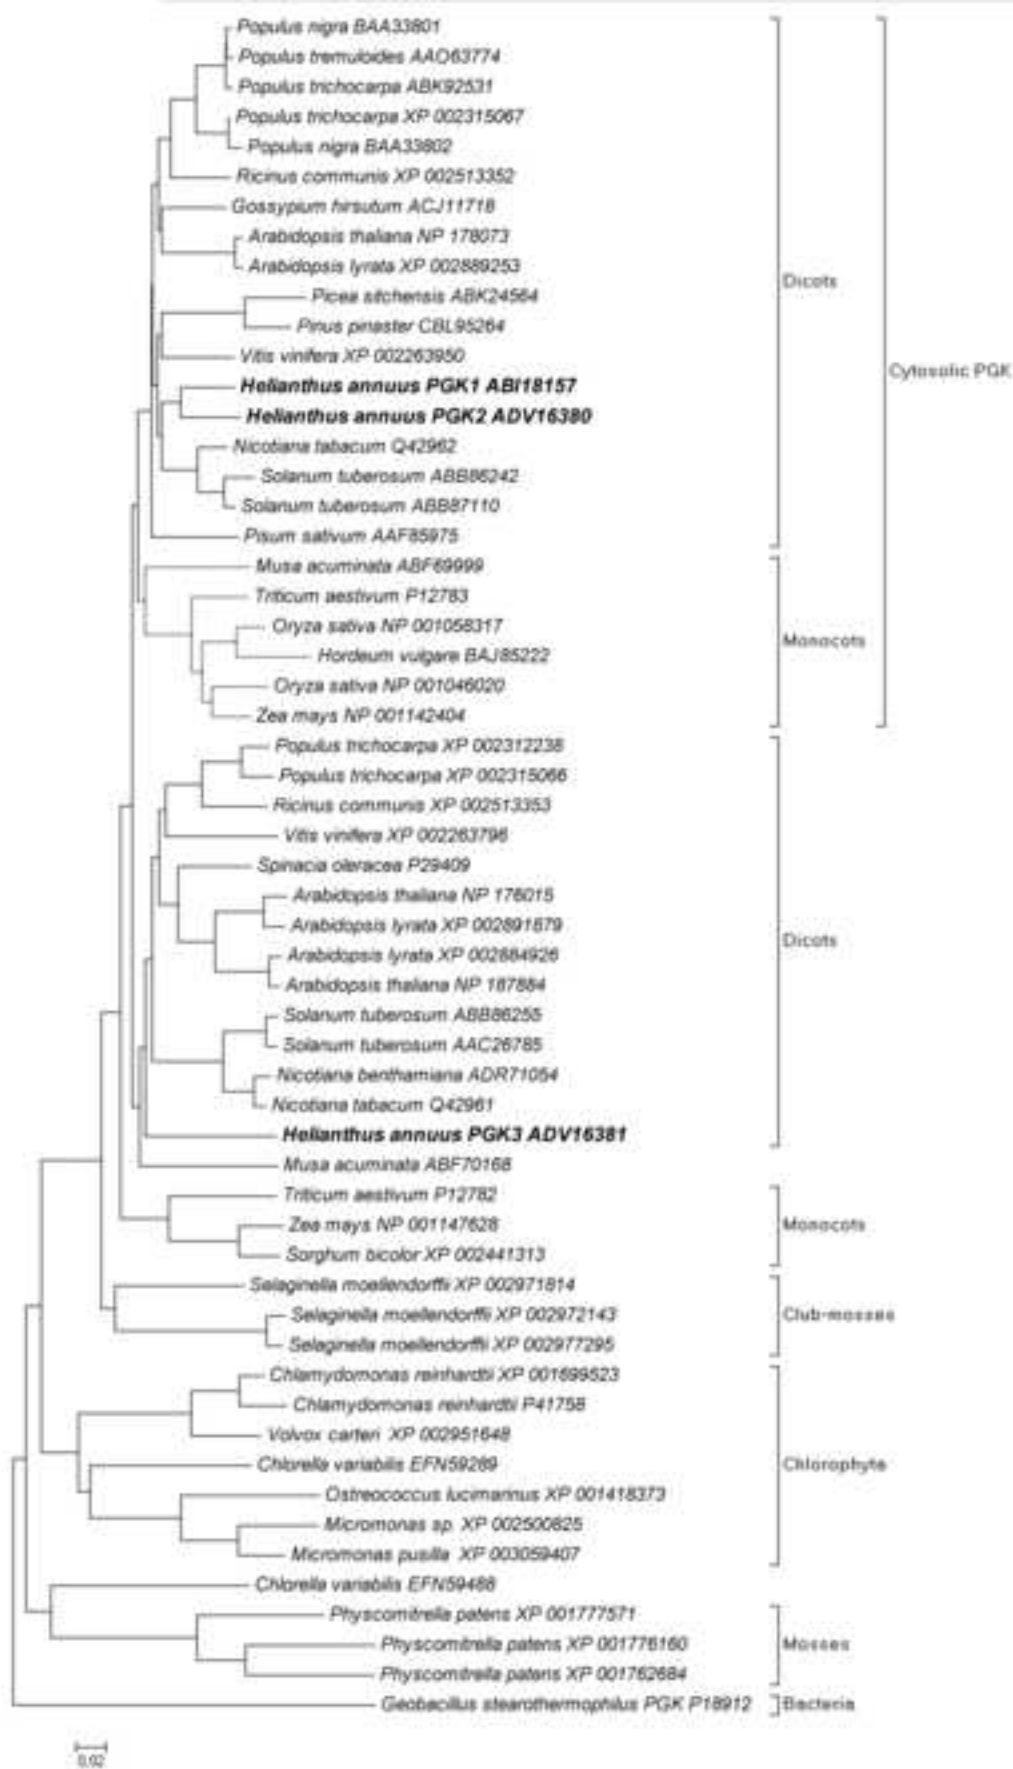 Populus nigra BAA33801
Populus tremuloides AAO63774
Populus trichocarpa ABK92531
Populus trichocarpa XP 002315067
Populus nigra BAA33802
Ricinus communis XP 002513352
Gossypium hirsutum ACJ11718
Arabidopsis thaliana NP 178073
Arabidopsis lyrata XP 002889253
Picea sitchensis ABK24564
Pinus pinaster CBL95264
Vitis vinifera XP 002263950
Helianthus annuus PGK1 ABI18157
Helianthus annuus PGK2 ADV16380
Nicotiana tabacum Q42962
Solanum tuberosum ABB86242
Solanum tuberosum ABB87110
Pisum sativum AAF85975
Dicots
Cytosolic PGK
Musa acuminata ABF69999
Triticum aestivum P12783
Oryza sativa NP 001058317
Hordeum vulgare BAJ85222
Oryza sativa NP 001046020
Zea mays NP 001142404
Monocots
Populus trichocarpa XP 002312238
Populus trichocarpa XP 002315066
Ricinus communis XP 002513353
Vitis vinifera XP 002263796
Spinacia oleracea P29409
Arabidopsis thaliana NP 176015
Arabidopsis lyrata XP 002891879
Arabidopsis lyrata XP 002884926
Arabidopsis thaliana NP 187884
Solanum tuberosum ABB86255
Solanum tuberosum AAC26785
Nicotiana benthamiana ADR71054
Nicotiana tabacum Q42961
Helianthus annuus PGK3 ADV16381
Dicots
Musa acuminata ABF70168
Triticum aestivum P12782
Zea mays NP 001147628
Sorghum bicolor XP 002441313
Monocots
Selaginella moellendorffii XP 002971814
Selaginella moellendorffii XP 002972143
Selaginella moellendorffii XP 002977295
Club-mosses
Chlamydomonas reinhardtii XP 001699523
Chlamydomonas reinhardtii P41758
Volvox carteri XP 002951648
Chlorella variabilis EFN59289
Ostreococcus lucimarinus XP 001418373
Micromonas sp. XP 002500825
Micromonas pusilla XP 003059407
Chlorophyte
Chlorella variabilis EFN59488
Physcomitrella patens XP 001777571
Physcomitrella patens XP 001776160
Physcomitrella patens XP 001762684
Mosses
Geobacillus stearothermophilus PGK P18912
Bacteria
0.02